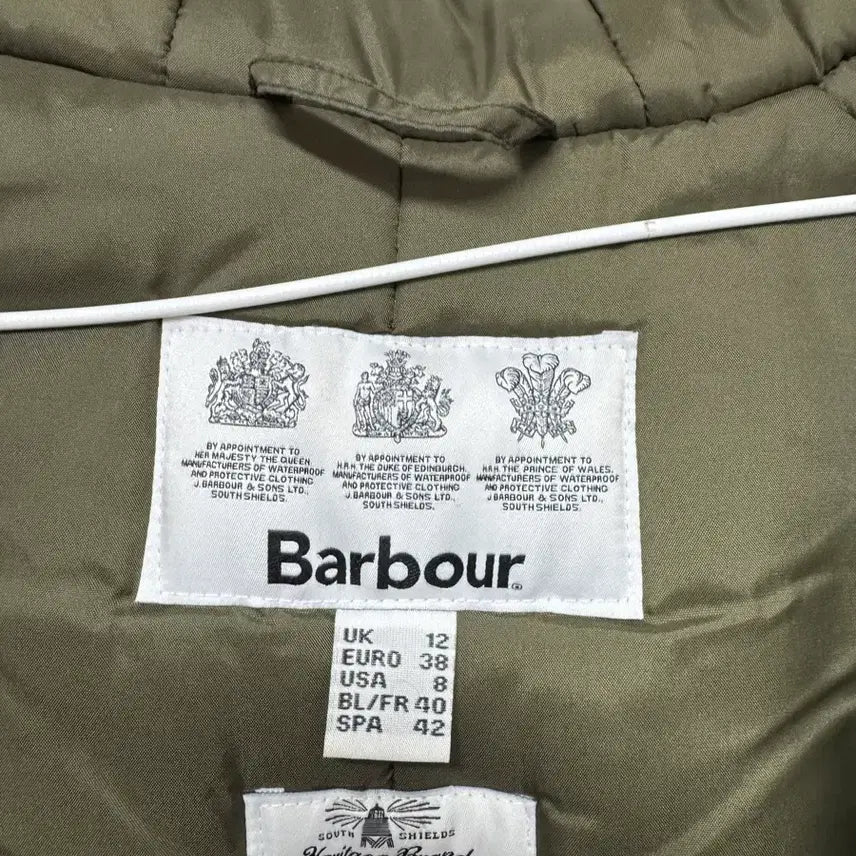 BY APPOINTMENT TO
HER MAJESTY THE QUEEN
MANUFACTURERS OF WATERPROOF
AND PROTECTIVE CLOTHING
J.BARBOUR & SONS LTD.,
SOUTH SHIELDS.
BY APPOINTMENT TO
H.R.H. THE DUKE OF EDINBURGH,
MANUFACTURERS OF WATERPROOF
AND PROTECTIVE CLOTHING
J.BARBOUR & SONS LTD.,
SOUTH SHIELDS.
BY APPOINTMENT TO
H.R.H. THE PRINCE OF WALES,
MANUFACTURERS OF WATERPROOF
AND PROTECTIVE CLOTHING
J.BARBOUR & SONS LTD.,
SOUTH SHIELDS.
Barbour®
UK 12
EURO 38
USA 8
BL/FR 40
SPA 42
SOUTH SHIELDS